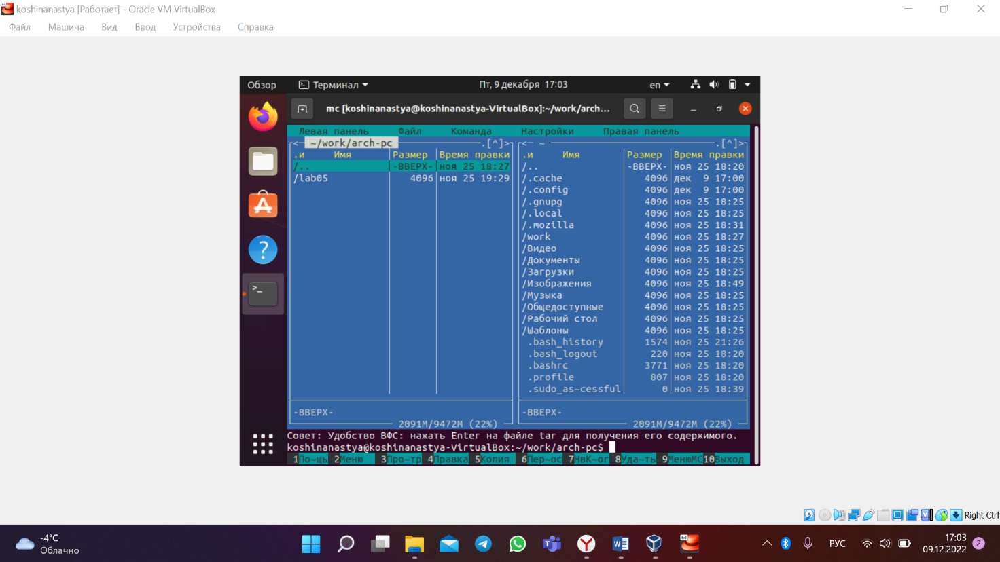 koshinanastya [Работает] - Oracle VM VirtualBox
Файл Машина Вид Ввод Устройства Справка
Обзор Терминал Пт, 9 декабря 17:03 en
mc [koshinanastya@koshinanastya-VirtualBox]:~/work/arch...
Левая панель Файл Команда Настройки Правая панель
<─ ~/work/arch-pc .[^]> <─ ~ .[^]>
.и Имя Размер Время правки .и Имя Размер Время правки
/.. -ВВЕРХ- ноя 25 18:27 /.. -ВВЕРХ- ноя 25 18:20
/lab05 4096 ноя 25 19:29 /.cache 4096 дек 9 17:00
/.config 4096 дек 9 17:00
/.gnupg 4096 ноя 25 18:25
/.local 4096 ноя 25 18:25
/.mozilla 4096 ноя 25 18:31
/work 4096 ноя 25 18:27
/Видео 4096 ноя 25 18:25
/Документы 4096 ноя 25 18:25
/Загрузки 4096 ноя 25 18:25
/Изображения 4096 ноя 25 18:49
/Музыка 4096 ноя 25 18:25
/Общедоступные 4096 ноя 25 18:25
/Рабочий стол 4096 ноя 25 18:25
/Шаблоны 4096 ноя 25 18:25
.bash_history 1574 ноя 25 21:26
.bash_logout 220 ноя 25 18:20
.bashrc 3771 ноя 25 18:20
.profile 807 ноя 25 18:20
.sudo_as~cessful 0 ноя 25 18:39
-ВВЕРХ- -ВВЕРХ-
2091M/9472M (22%) 2091M/9472M (22%)
Совет: Удобство ВФС: нажать Enter на файле tar для получения его содержимого.
koshinanastya@koshinanastya-VirtualBox:~/work/arch-pc$
1По~щь 2Меню 3Про~тр 4Правка 5Копия 6Пер~ос 7НвК~ог 8Уда~ть 9МенюMC 10Выход
Right Ctrl
-4°C
Облачно
РУС 17:03
09.12.2022 2